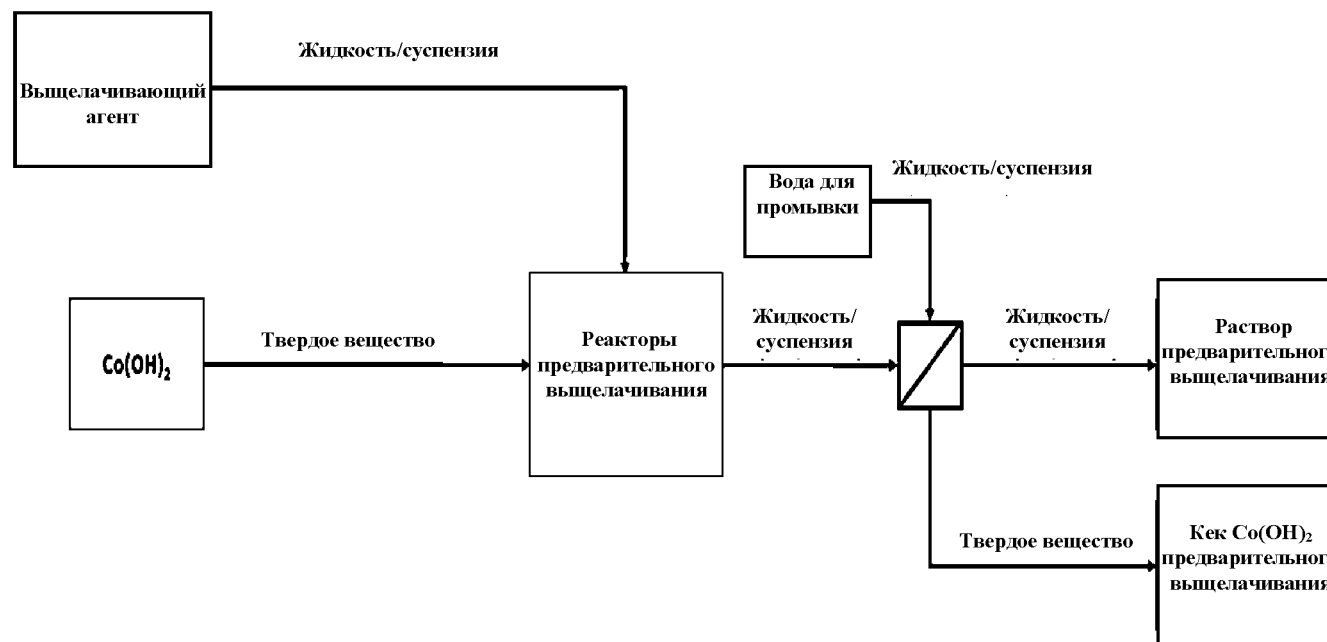 Жидкость/суспензия
Выщелачивающий
агент
Вода для
промывки
Жидкость/суспензия
Co(OH)₂
Твердое вещество
Реакторы
предварительного
выщелачивания
Жидкость/
суспензия
Жидкость/
суспензия
Раствор
предварительног
выщелачивания
Твердое вещество
Кек Co(OH)₂
предварительног
выщелачивания